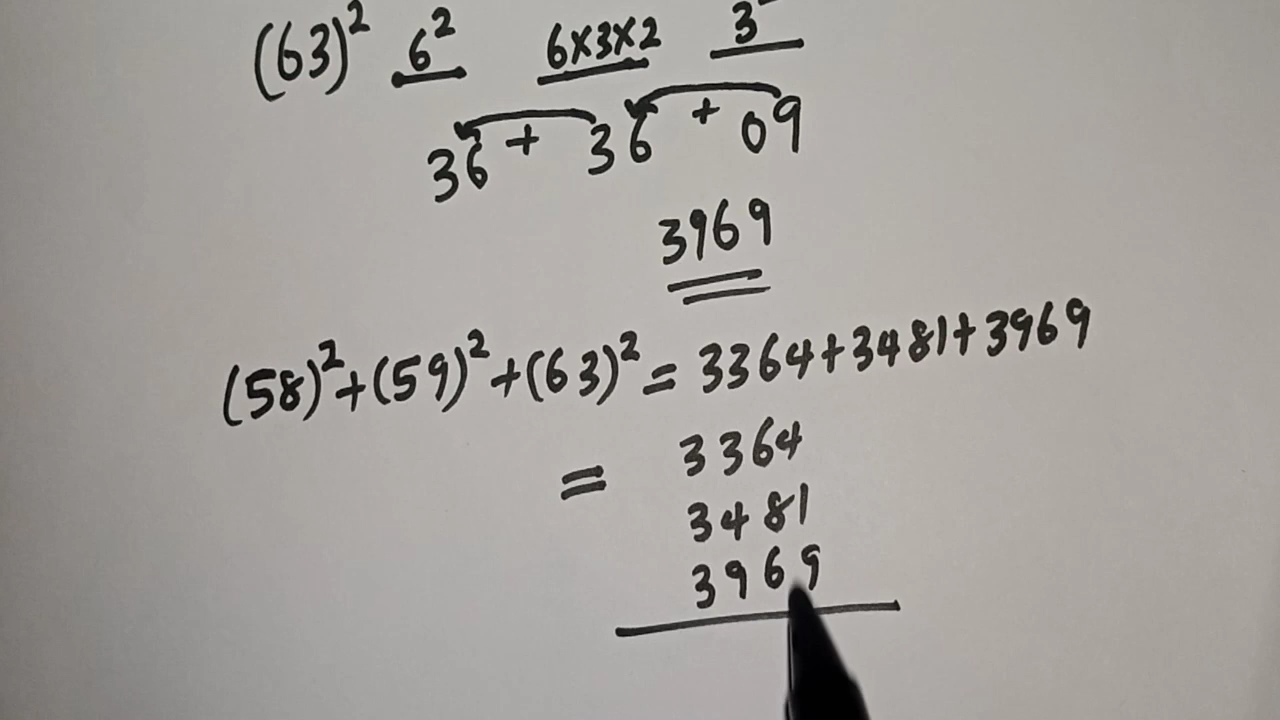 (63)² 6² 6×3×2 3²
36 + 36 + 09
3969
(58)²+(59)²+(63)² = 3364+3481+3969
= 3364
3481
3969